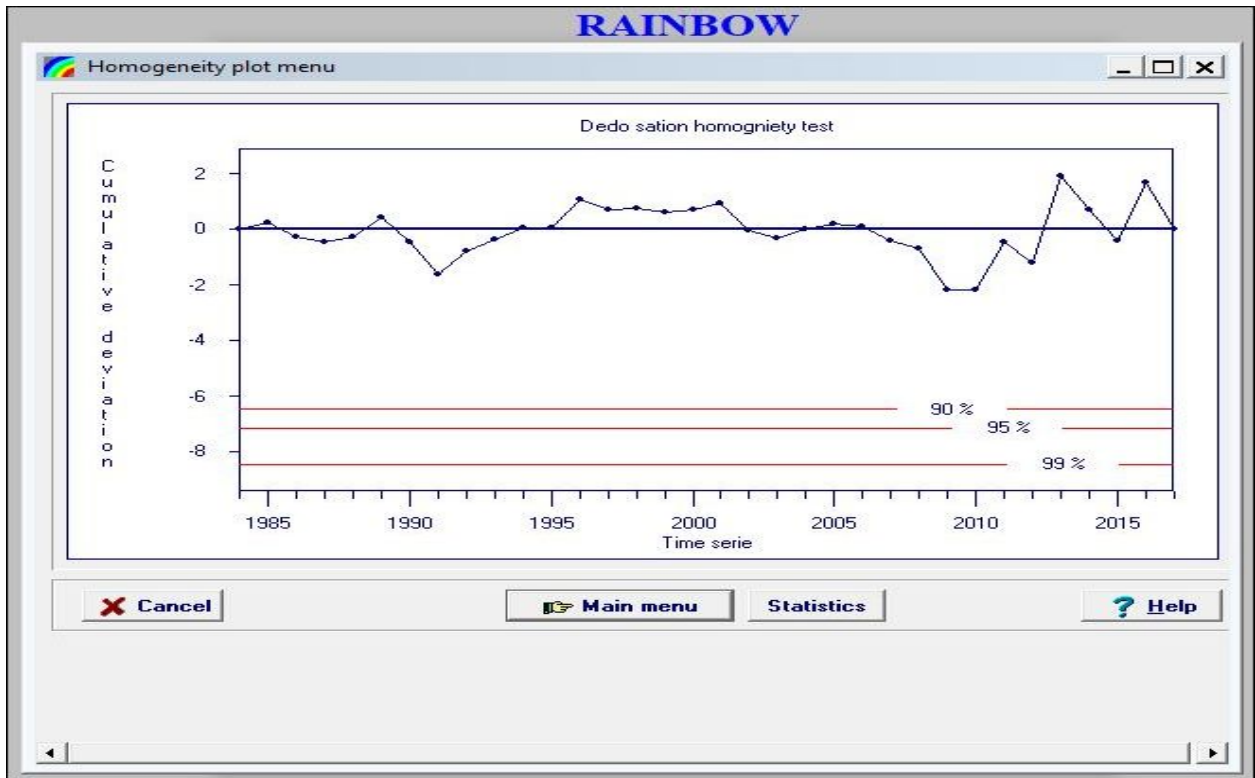 RAINBOW
Homogeneity plot menu
Dedo sation homogniety test
Cumulative deviation
2
0
-2
-4
-6
-8
90 %
95 %
99 %
1985 1990 1995 2000 2005 2010 2015
Time serie
Cancel Main menu Statistics ? Help